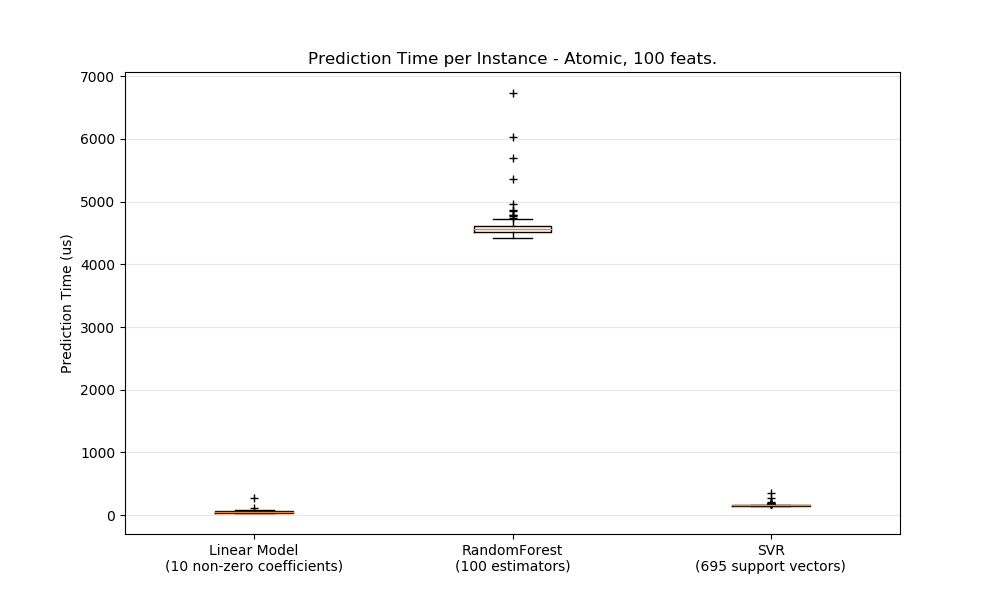 Prediction Time per Instance - Atomic, 100 feats.
7000
6000
5000
4000
3000
2000
1000
0
Prediction Time (us)
Linear Model
(10 non-zero coefficients)
RandomForest
(100 estimators)
SVR
(695 support vectors)